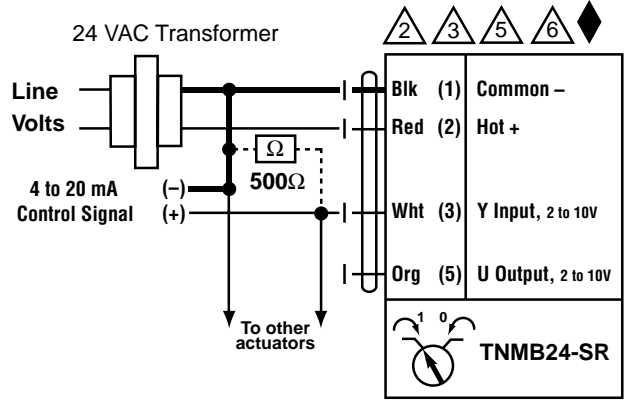 24 VAC Transformer
2 3 5 6
Line
Volts
Blk (1) Common –
Red (2) Hot +
Ω
500Ω
4 to 20 mA (–)
Control Signal (+)
Wht (3) Y Input, 2 to 10V
Org (5) U Output, 2 to 10V
To other
actuators
1 0
TNMB24-SR